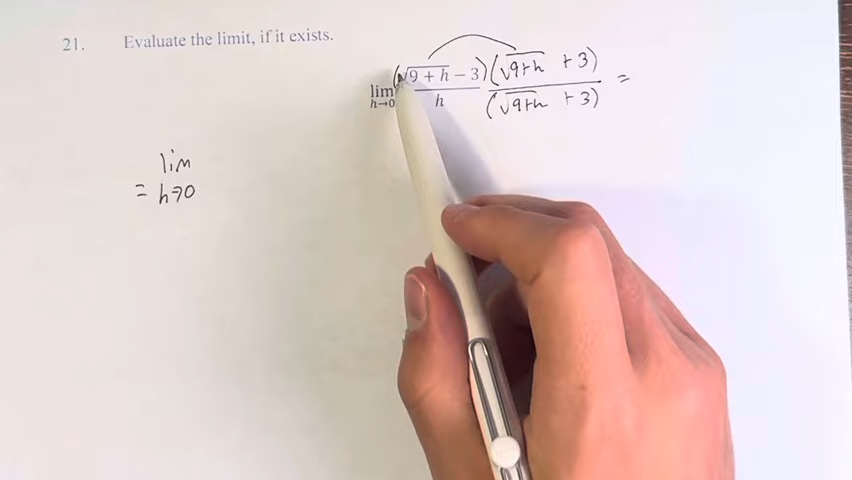 21. Evaluate the limit, if it exists.
lim h→0 (√9+h − 3)/h (√9+h + 3)/(√9+h + 3) =
= lim h→0